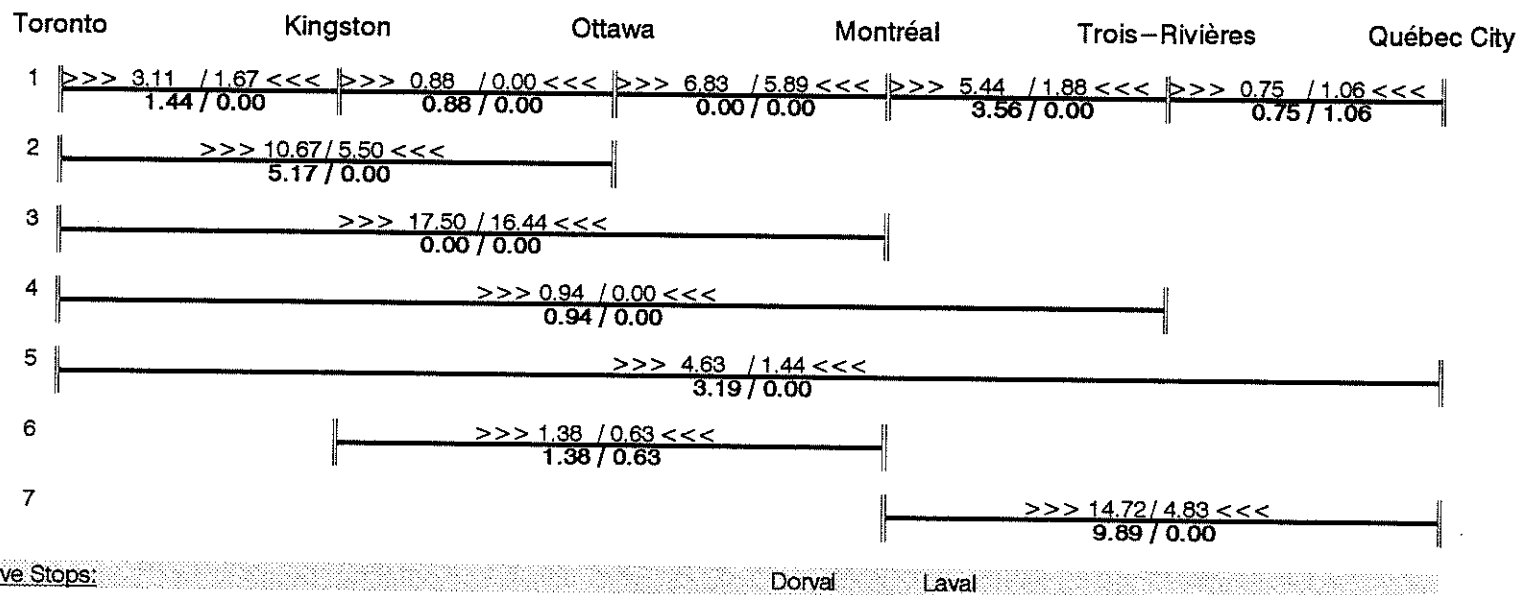 Toronto Kingston Ottawa Montréal Trois-Rivières Québec City
1 >>> 3.11 / 1.67 <<< >>> 0.88 / 0.00 <<< >>> 6.83 / 5.89 <<< >>> 5.44 / 1.88 <<< >>> 0.75 / 1.06 <<<
1.44 / 0.00 0.88 / 0.00 0.00 / 0.00 3.56 / 0.00 0.75 / 1.06
2 >>> 10.67 / 5.50 <<<
5.17 / 0.00
3 >>> 17.50 / 16.44 <<<
0.00 / 0.00
4 >>> 0.94 / 0.00 <<<
0.94 / 0.00
5 >>> 4.63 / 1.44 <<<
3.19 / 0.00
6 >>> 1.38 / 0.63 <<<
1.38 / 0.63
7 >>> 14.72 / 4.83 <<<
9.89 / 0.00
ve Stops: Dorval Laval